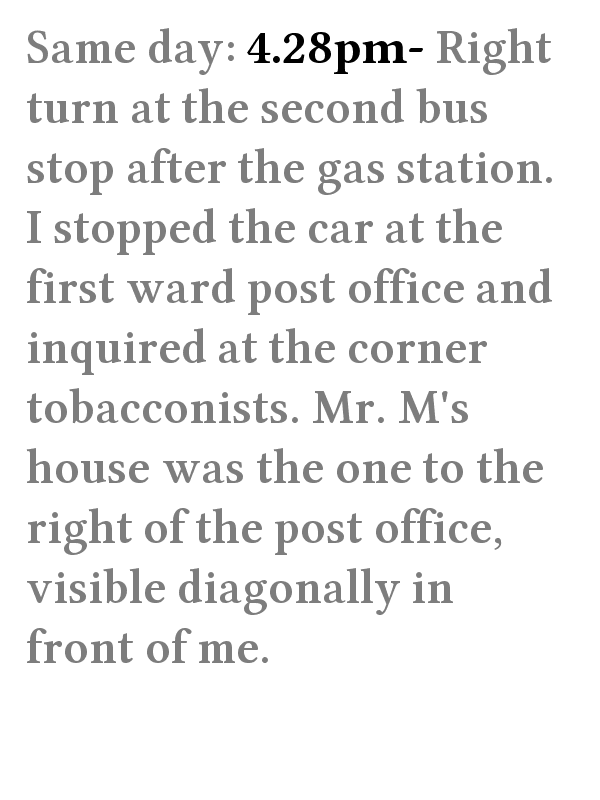 Same day: 4.28pm- Right
turn at the second bus
stop after the gas station.
I stopped the car at the
first ward post office and
inquired at the corner
tobacconists. Mr. M's
house was the one to the
right of the post office,
visible diagonally in
front of me.